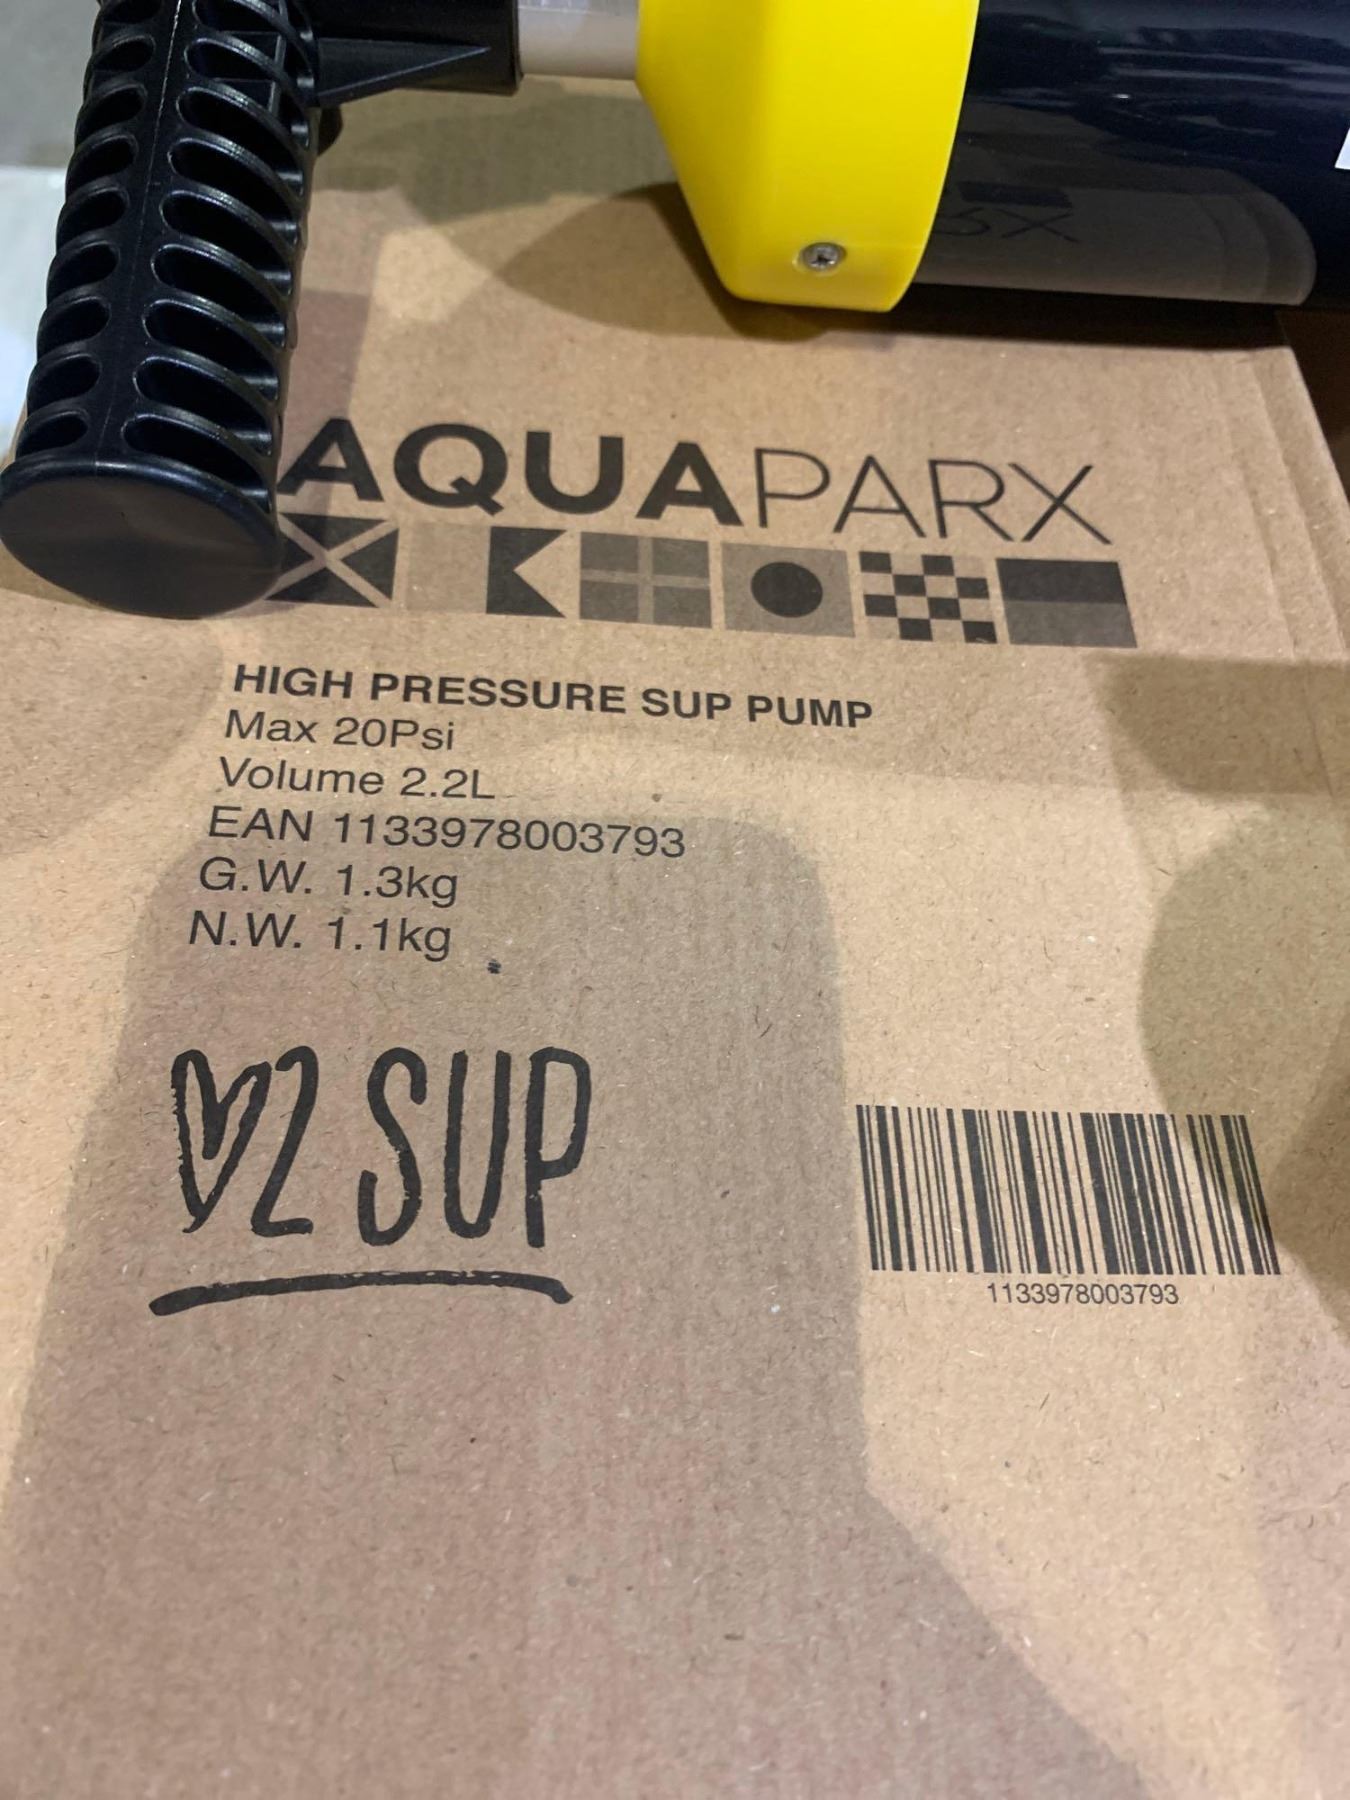 AQUAPARX
HIGH PRESSURE SUP PUMP
Max 20Psi
Volume 2.2L
EAN 1133978003793
G.W. 1.3kg
N.W. 1.1kg
♡2 SUP
1133978003793